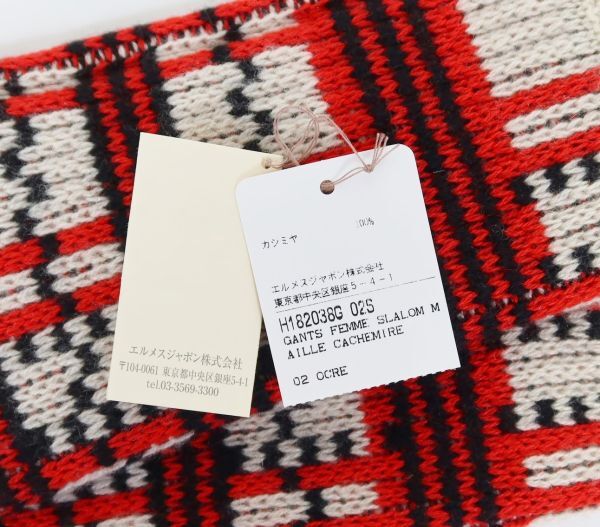 エルメスジャポン株式会社
〒104-0061 東京都中央区銀座5-4-1
tel.03-3569-3300
カシミヤ 100%
エルメスジャポン株式会社
東京都中央区銀座5-4-1
H182038G 02S
GANTS FEMME SLALOM M
AILLE CACHEMIRE
02 OCRE